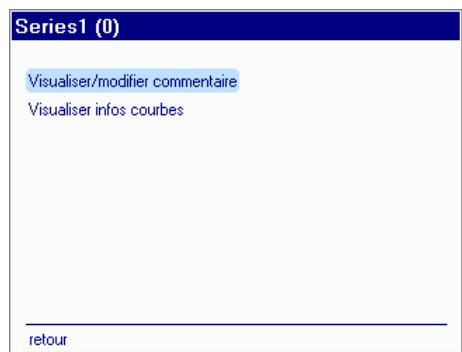 Series1 (0)
Visualiser/modifier commentaire
Visualiser infos courbes
retour